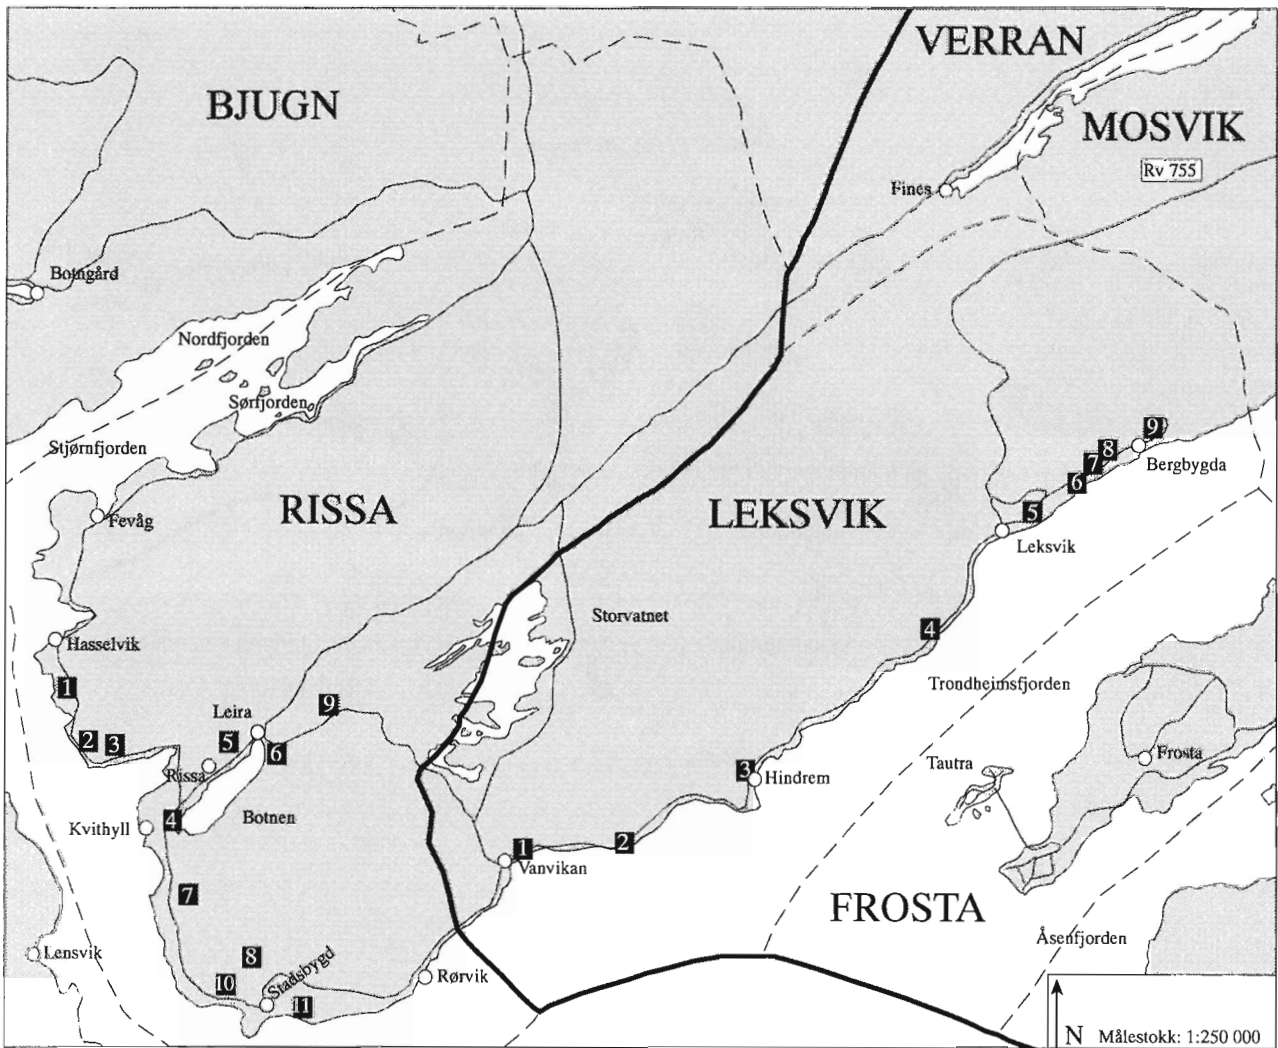 VERRAN
BJUGN
MOSVIK
Rv 755
Fines
Botngård
Nordfjorden
Sørfjorden
Stjørnfjorden
9
8
7
Bergbygda
6
RISSA
LEKSVIK
5
Fevåg
Leksvik
Storvatnet
4
Hasselvik
1
Trondheimsfjorden
9
Leira
2
3
5
6
Frosta
Rissa
Tautra
3
Hindrem
4
Kvithyll
Botnen
1
2
Vanvikan
7
FROSTA
Åsenfjorden
Lensvik
8
Stadsbygd
Rørvik
10
11
N
Målestokk: 1:250 000